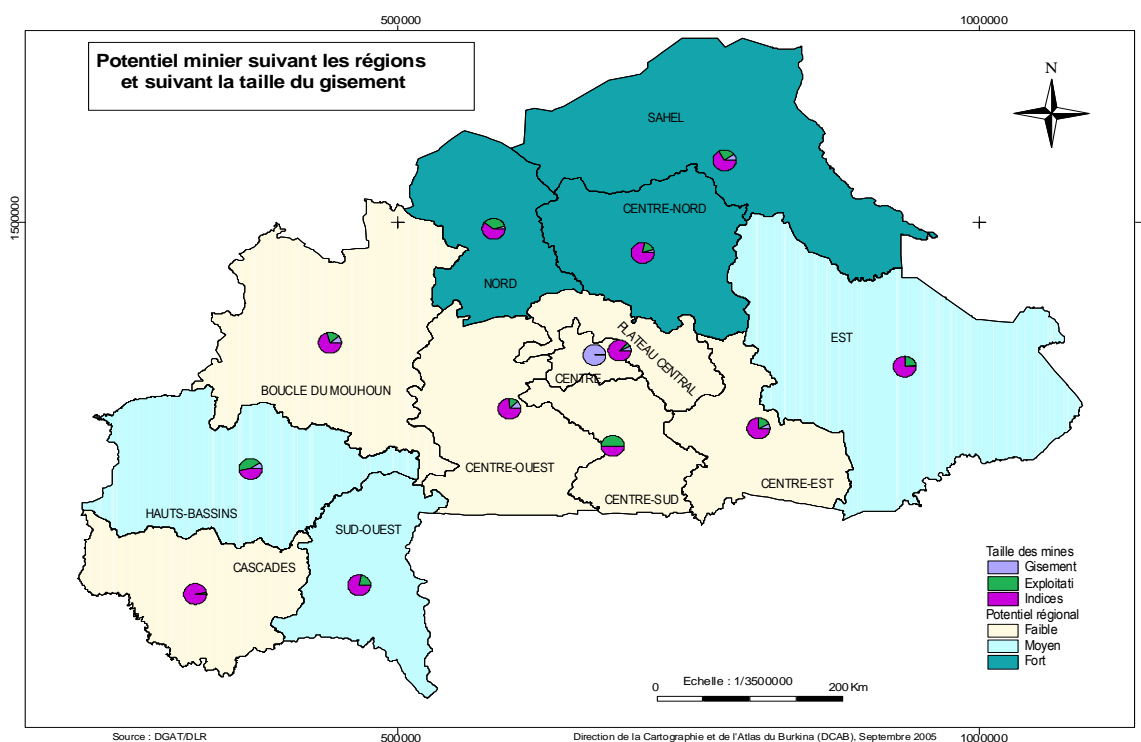 500000 1000000
Potentiel minier suivant les régions
et suivant la taille du gisement
N
SAHEL
CENTRE-NORD
1500000 1500000
NORD
EST
PLATEAU CENTRAL
CENTRE
BOUCLE DU MOUHOUN
CENTRE-OUEST
CENTRE-EST
CENTRE-SUD
HAUTS-BASSINS
SUD-OUEST
CASCADES
Taille des mines
Gisement
Exploitati
Indices
Potentiel régional
Faible
Moyen
Fort
Echelle : 1/3500000
0 200 Km
Source : DGAT/DLR
500000
Direction de la Cartographie et de l'Atlas du Burkina (DCAB), Septembre 2005
1000000